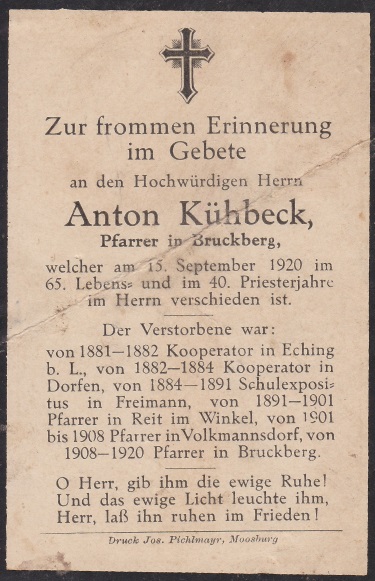 Zur frommen Erinnerung
im Gebete
an den Hochwürdigen Herrn
Anton Kühbeck,
Pfarrer in Bruckberg,
welcher am 15. September 1920 im
65. Lebens- und im 40. Priesterjahre
im Herrn verschieden ist.
Der Verstorbene war:
von 1881—1882 Kooperator in Eching
b. L., von 1882—1884 Kooperator in
Dorfen, von 1884—1891 Schulexposi-
tus in Freimann, von 1891—1901
Pfarrer in Reit im Winkel, von 1901
bis 1908 Pfarrer in Volkmannsdorf, von
1908—1920 Pfarrer in Bruckberg.
O Herr, gib ihm die ewige Ruhe!
Und das ewige Licht leuchte ihm,
Herr, laß ihn ruhen im Frieden!
Druck Jos. Pichlmayr, Moosburg